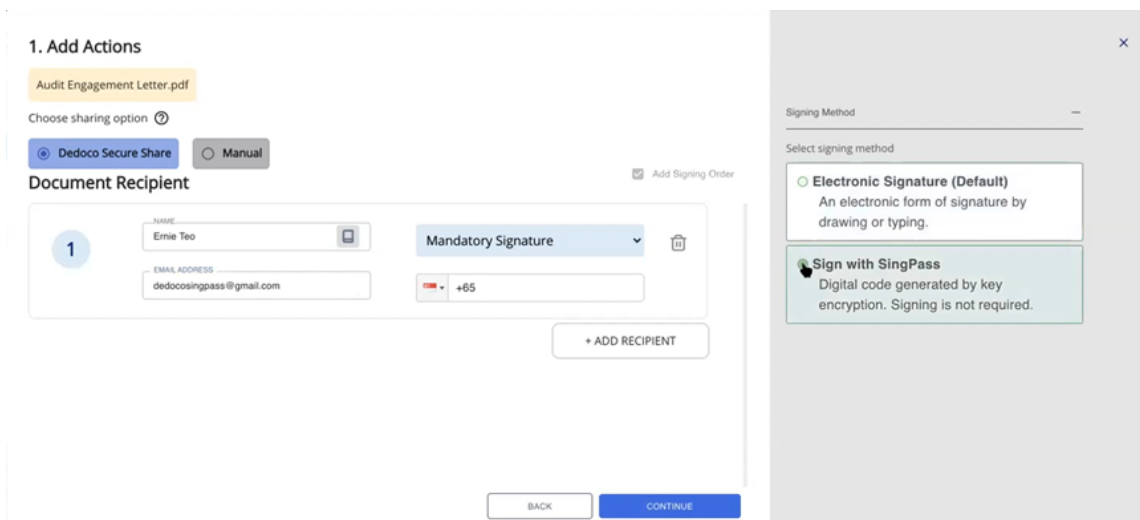 1. Add Actions
Audit Engagement Letter.pdf
Choose sharing option
Dedoco Secure Share
Manual
Document Recipient
Add Signing Order
1
NAME
Ernie Teo
Mandatory Signature
EMAIL ADDRESS
dedocosingpass@gmail.com
+65
+ ADD RECIPIENT
BACK
CONTINUE
Signing Method
Select signing method
Electronic Signature (Default)
An electronic form of signature by
drawing or typing.
Sign with SingPass
Digital code generated by key
encryption. Signing is not required.